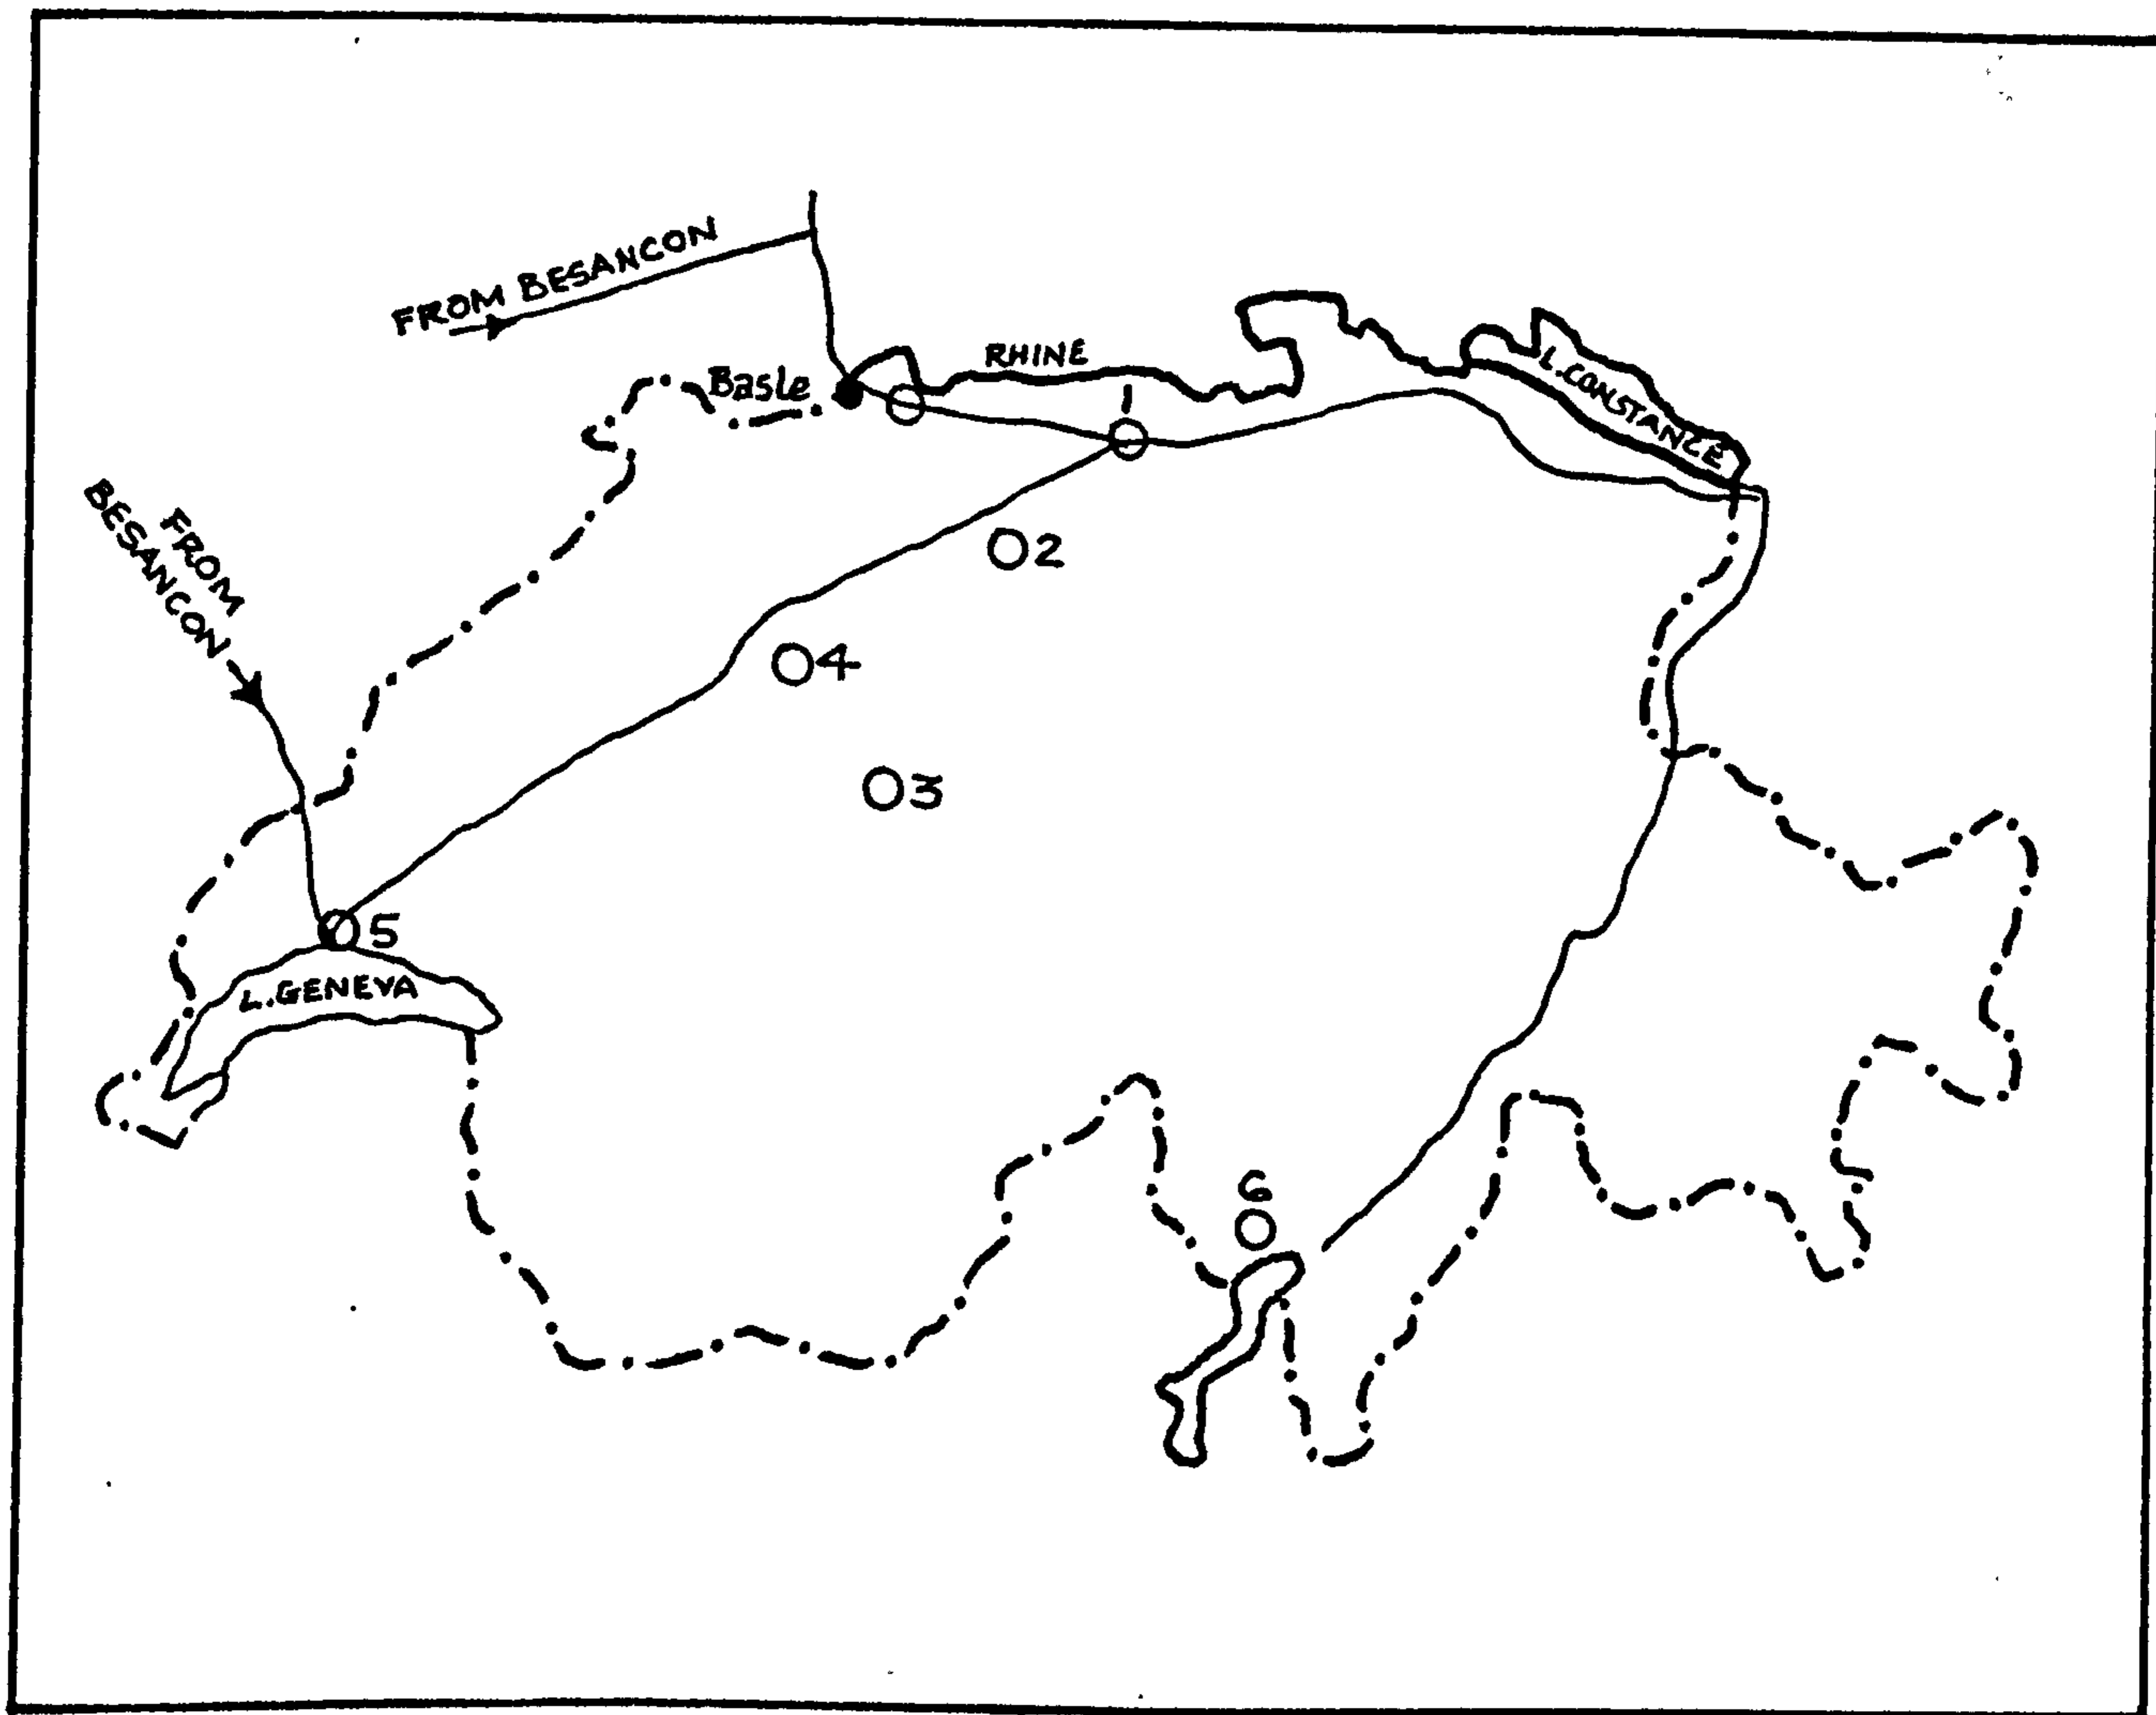 FROM BESANCON
RHINE
Basle
L. CONSTANCE
1
FROM
BESANCON
2
4
3
5
L. GENEVA
6